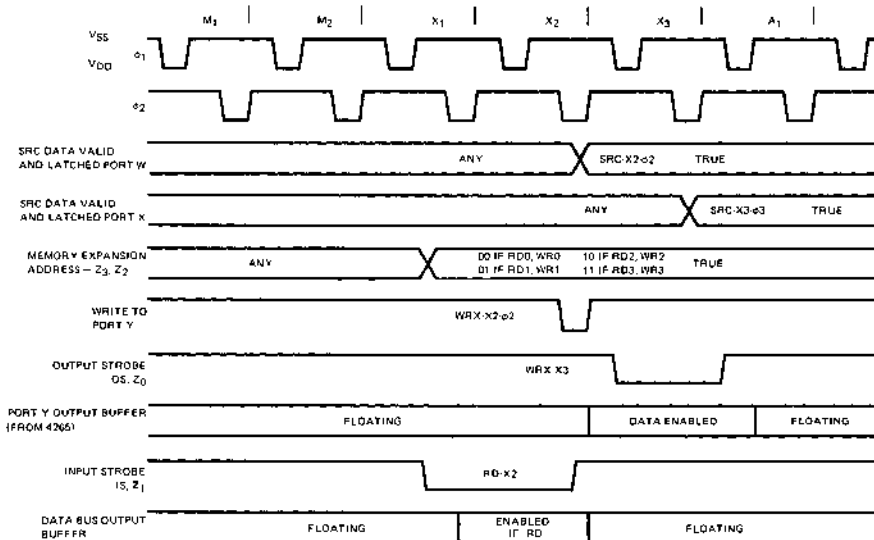 M1 M2 X1 X2 X3 A1
VSS
VDD
ϕ1
ϕ2
SRC DATA VALID
AND LATCHED PORT W
ANY SRC-X2-ϕ2 TRUE
SRC DATA VALID
AND LATCHED PORT X
ANY SRC-X3-ϕ3 TRUE
MEMORY EXPANSION
ADDRESS – Z3, Z2
ANY
00 IF RD0, WR0 10 IF RD2, WR2
01 IF RD1, WR1 11 IF RD3, WR3
TRUE
WRITE TO
PORT Y
WRX-X2-ϕ2
OUTPUT STROBE
OS, Z0
WRX X3
PORT Y OUTPUT BUFFER
(FROM 4265)
FLOATING DATA ENABLED FLOATING
INPUT STROBE
IS, Z1
RD-X2
DATA BUS OUTPUT
BUFFER
FLOATING
ENABLED
IF RD
FLOATING